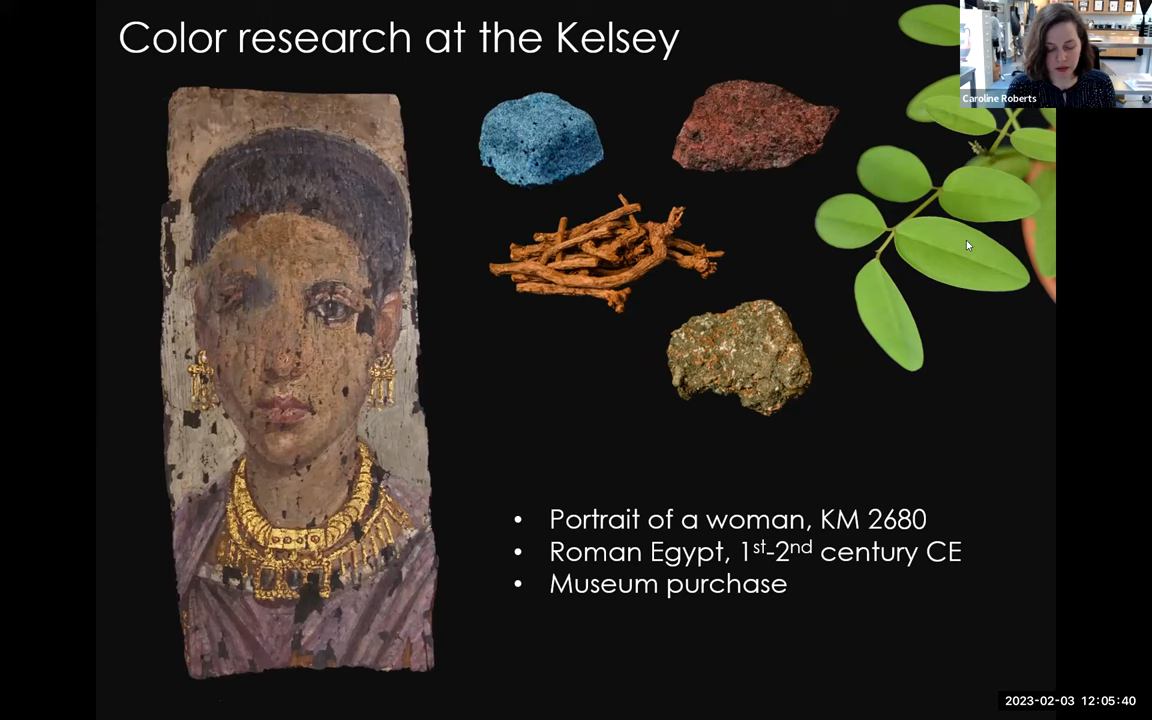 Color research at the Kelsey
Caroline Roberts
• Portrait of a woman, KM 2680
• Roman Egypt, 1st-2nd century CE
• Museum purchase
2023-02-03 12:05:40